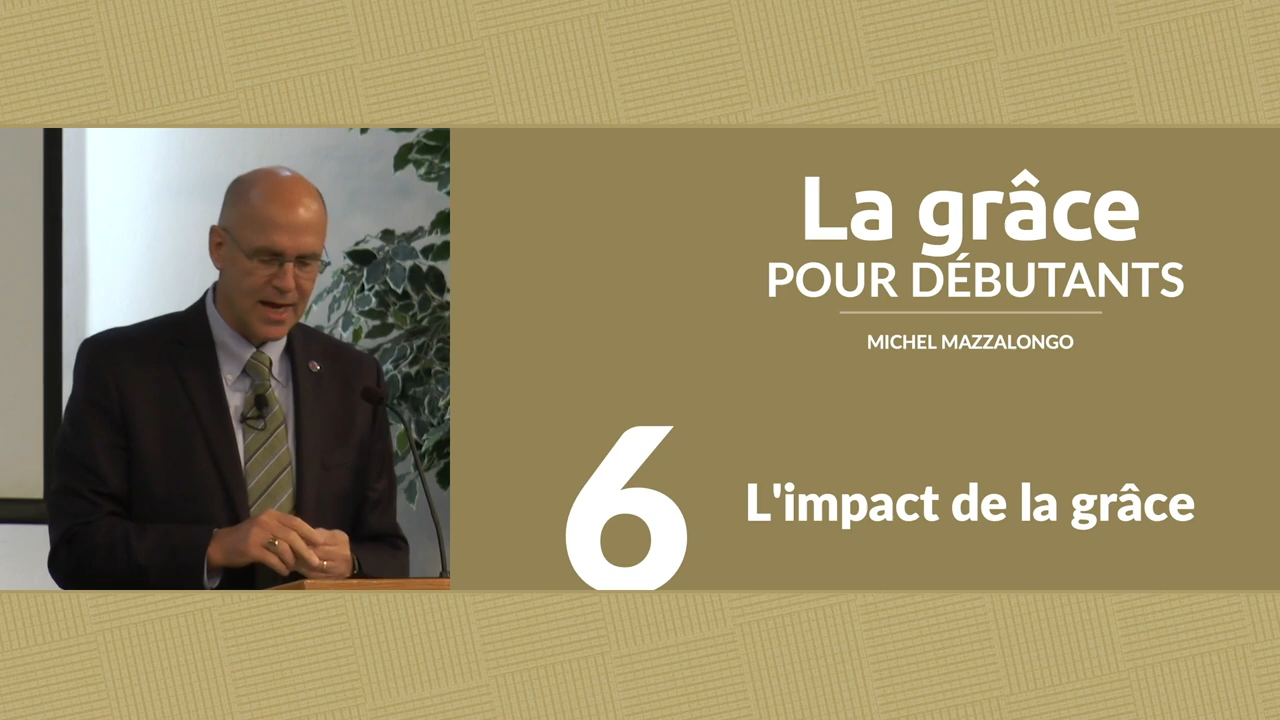 La grâce
POUR DÉBUTANTS
MICHEL MAZZALONGO
6
L'impact de la grâce